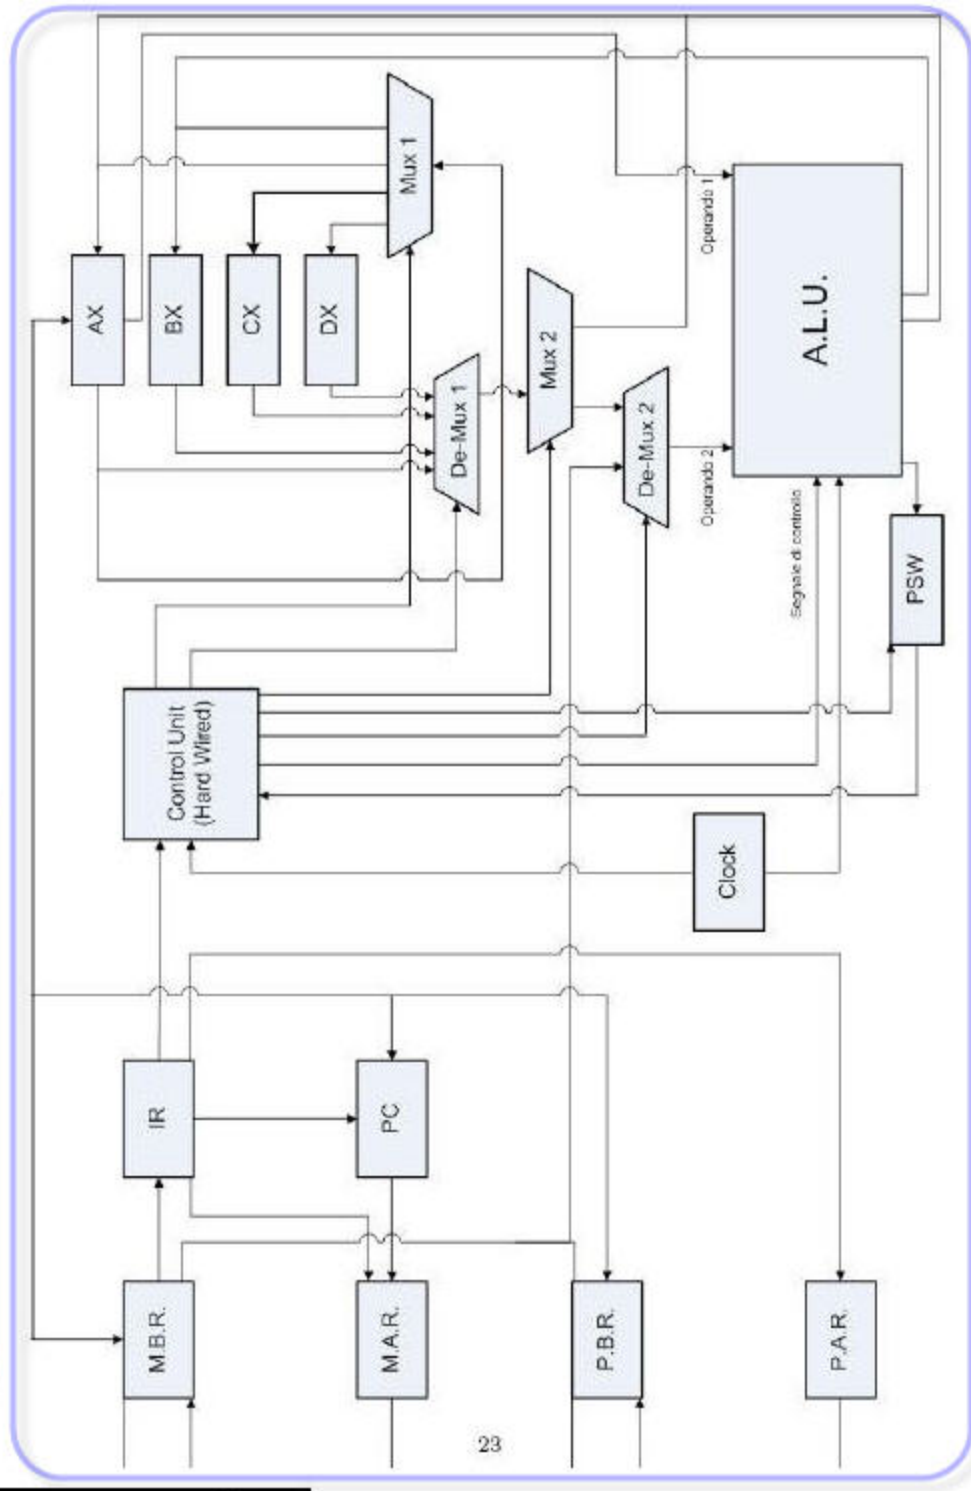 AX
BX
CX
DX
Mux 1
De-Mux 1
Mux 2
De-Mux 2
Operando 1
Operando 2
A.L.U.
Segnale di controllo
PSW
Control Unit
(Hard Wired)
Clock
IR
PC
M.B.R.
M.A.R.
P.B.R.
P.A.R.
23